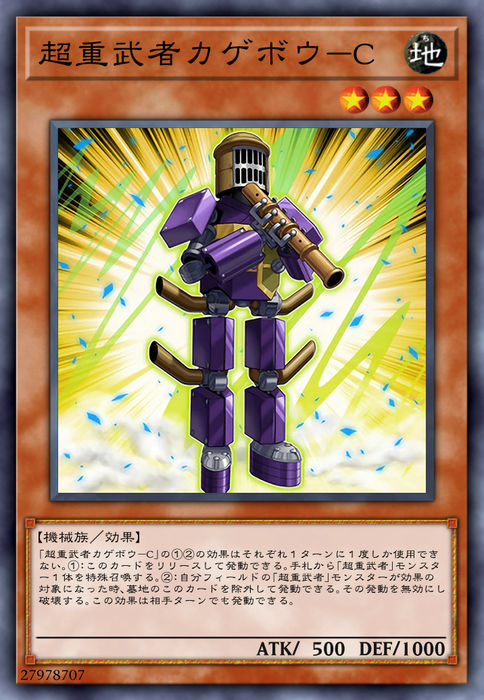 超重武者カゲボウ-C
ち
地
【機械族/効果】
「超重武者カゲボウ-C」の①②の効果はそれぞれ1ターンに1度しか使用でき
ない。①:このカードをリリースして発動できる。手札から「超重武者」モンスタ
ー1体を特殊召喚する。②:自分フィールドの「超重武者」モンスターが効果の
対象になった時、墓地のこのカードを除外して発動できる。その発動を無効にし
破壊する。この効果は相手ターンでも発動できる。
ATK/ 500 DEF/1000
27978707